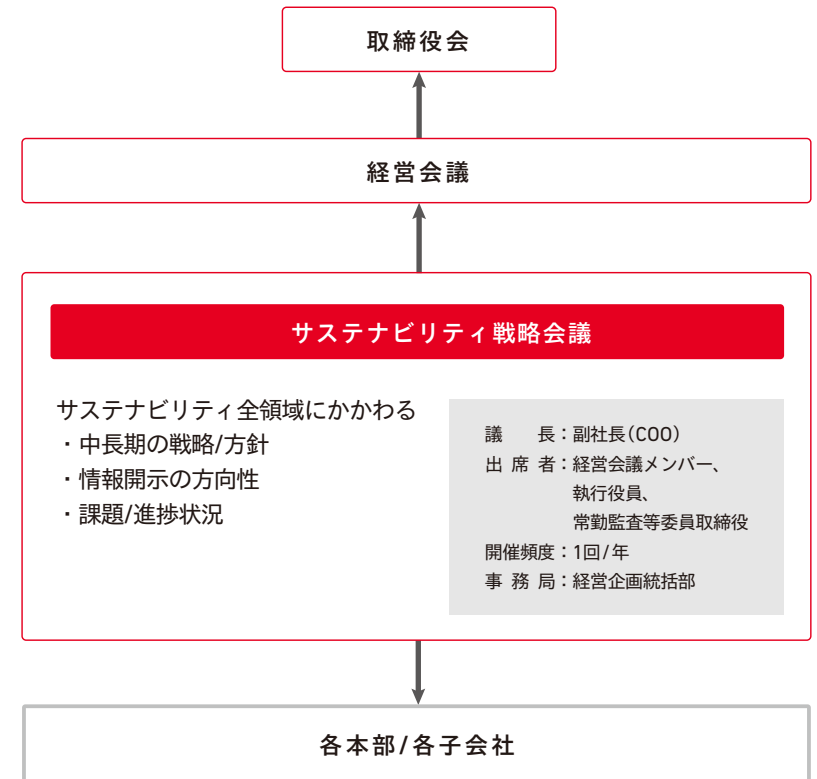 取締役会
経営会議
サステナビリティ戦略会議
サステナビリティ全領域にかかわる
・中長期の戦略/方針
・情報開示の方向性
・課題/進捗状況
議　長：副社長（COO）
出席者：経営会議メンバー、
執行役員、
常勤監査等委員取締役
開催頻度：1回/年
事務局：経営企画統括部
各本部/各子会社